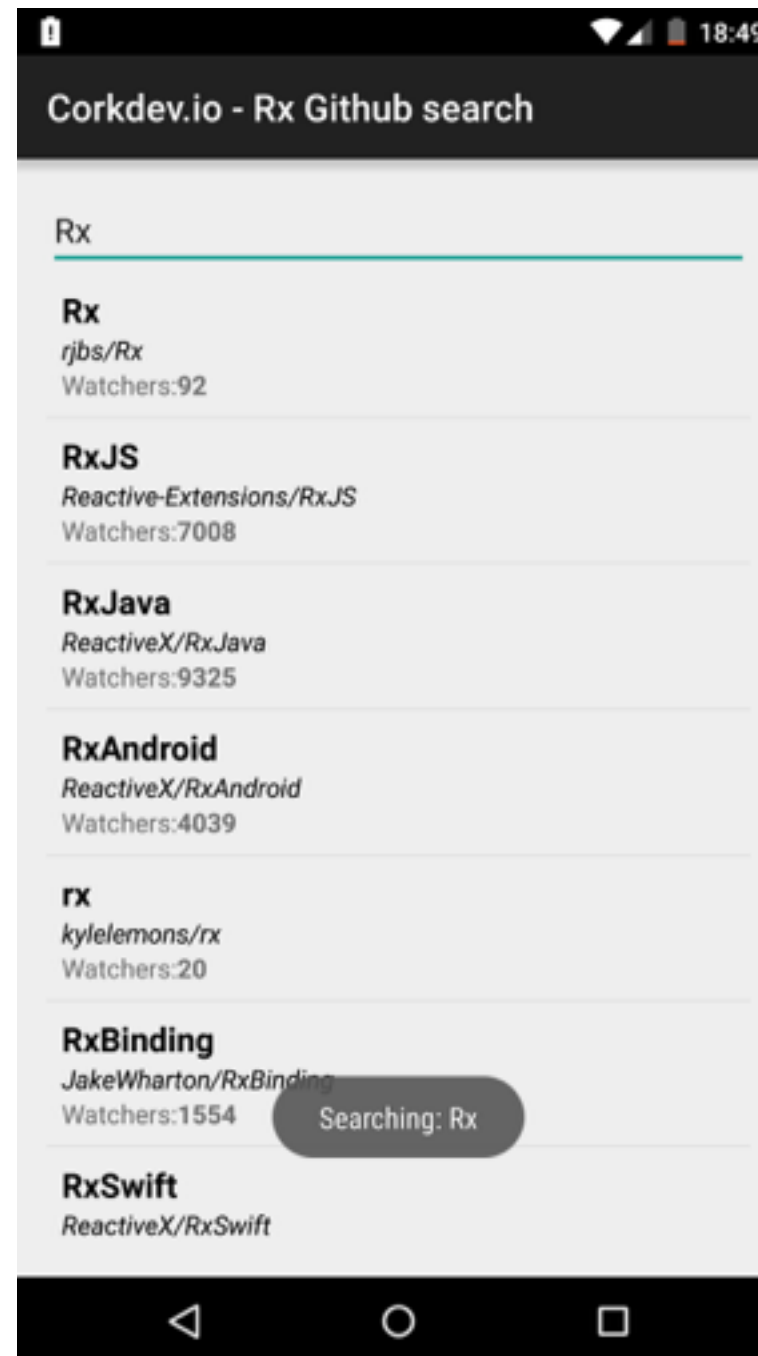 18:49
Corkdev.io - Rx Github search
Rx
Rx
rjbs/Rx
Watchers:92
RxJS
Reactive-Extensions/RxJS
Watchers:7008
RxJava
ReactiveX/RxJava
Watchers:9325
RxAndroid
ReactiveX/RxAndroid
Watchers:4039
rx
kylelemons/rx
Watchers:20
RxBinding
JakeWharton/RxBinding
Watchers:1554
Searching: Rx
RxSwift
ReactiveX/RxSwift